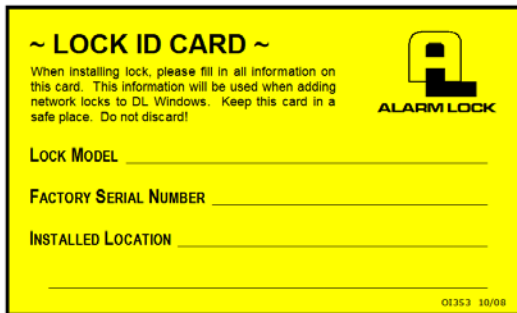 ~ LOCK ID CARD ~
When installing lock, please fill in all information on
this card. This information will be used when adding
network locks to DL Windows. Keep this card in a
safe place. Do not discard!
AL
ALARM LOCK
LOCK MODEL
FACTORY SERIAL NUMBER
INSTALLED LOCATION
OI353 10/08